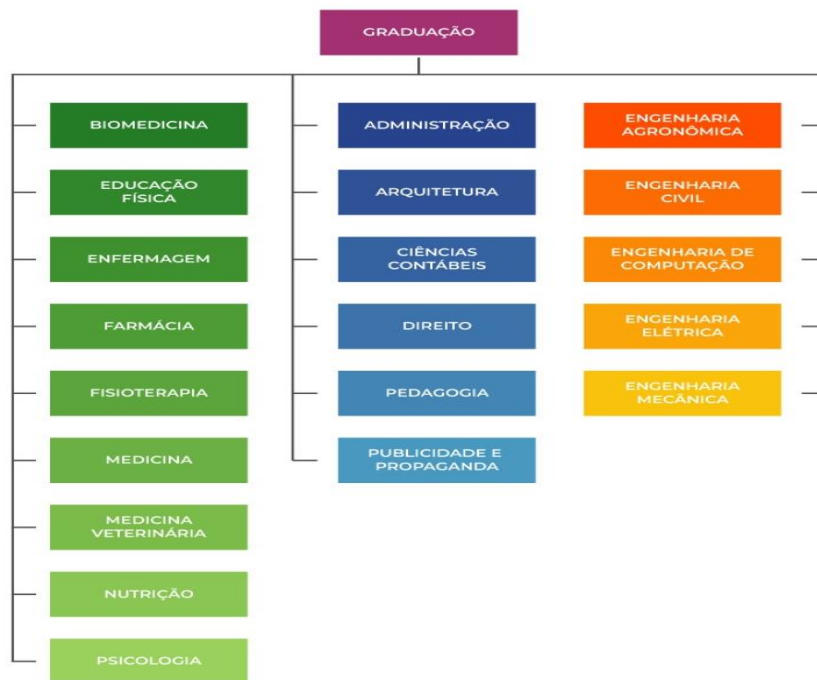 GRADUAÇÃO
BIOMEDICINA
EDUCAÇÃO
FÍSICA
ENFERMAGEM
FARMÁCIA
FISIOTERAPIA
MEDICINA
MEDICINA
VETERINÁRIA
NUTRIÇÃO
PSICOLOGIA
ADMINISTRAÇÃO
ARQUITETURA
CIÊNCIAS
CONTÁBEIS
DIREITO
PEDAGOGIA
PUBLICIDADE E
PROPAGANDA
ENGENHARIA
AGRONÔMICA
ENGENHARIA
CIVIL
ENGENHARIA DE
COMPUTAÇÃO
ENGENHARIA
ELÉTRICA
ENGENHARIA
MECÂNICA